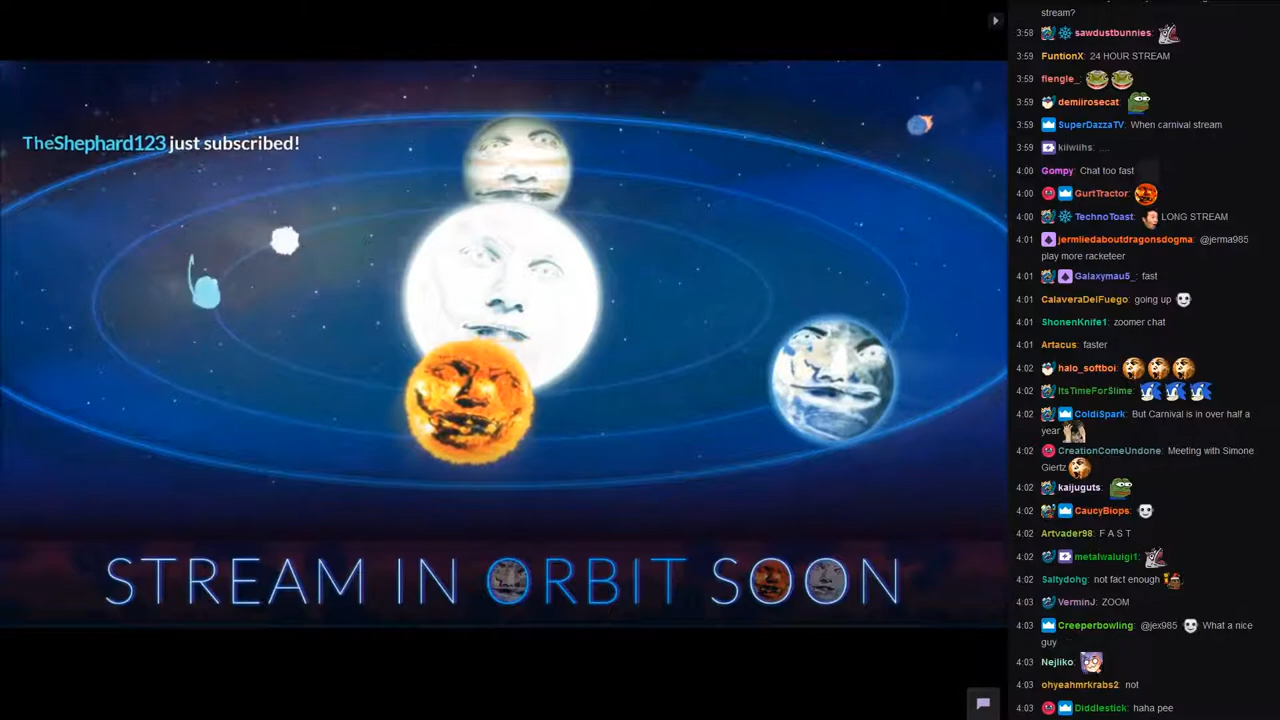 TheShephard123 just subscribed!
STREAM IN ORBIT SOON
stream?
3:58 sawdustbunnies:
3:59 FuntionX: 24 HOUR STREAM
3:59 flengle_:
3:59 demiirosecat:
3:59 SuperDazzaTV: When carnival stream
3:59 kiiwiihs: ....
4:00 Gompy: Chat too fast
4:00 GurtTractor:
4:00 TechnoToast: LONG STREAM
4:01 jermliedaboutdragonsdogma: @jerma985
play more racketeer
4:01 Galaxymau5_: fast
4:01 CalaveraDelFuego: going up
4:01 ShonenKnife1: zoomer chat
4:01 Artacus: faster
4:02 halo_softboi:
4:02 ItsTimeForSlime:
4:02 ColdiSpark: But Carnival is in over half a
year
4:02 CreationComeUndone: Meeting with Simone
Giertz
4:02 kaijuguts:
4:02 CaucyBiops:
4:02 Artvader98: F A S T
4:02 metalwaluigi1:
4:02 Saltydohg: not fact enough
4:03 VerminJ: ZOOM
4:03 Creeperbowling: @jex985 What a nice
guy
4:03 Nejliko:
4:03 ohyeahmrkrabs2: not
4:03 Diddlestick: haha pee